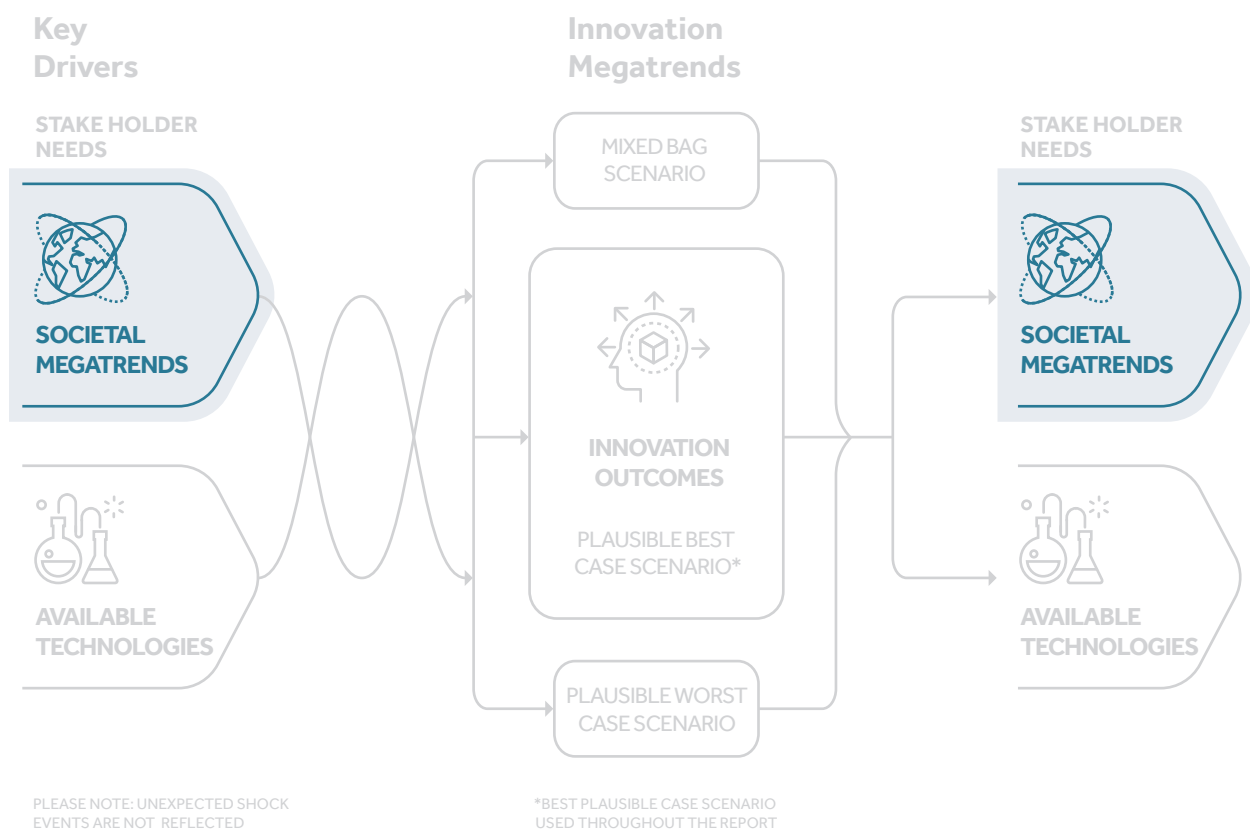 Key
Drivers
STAKE HOLDER
NEEDS
SOCIETAL
MEGATRENDS
AVAILABLE
TECHNOLOGIES
PLEASE NOTE: UNEXPECTED SHOCK
EVENTS ARE NOT REFLECTED
Innovation
Megatrends
MIXED BAG
SCENARIO
INNOVATION
OUTCOMES
PLAUSIBLE BEST
CASE SCENARIO*
PLAUSIBLE WORST
CASE SCENARIO
*BEST PLAUSIBLE CASE SCENARIO
USED THROUGHOUT THE REPORT
STAKE HOLDER
NEEDS
SOCIETAL
MEGATRENDS
AVAILABLE
TECHNOLOGIES